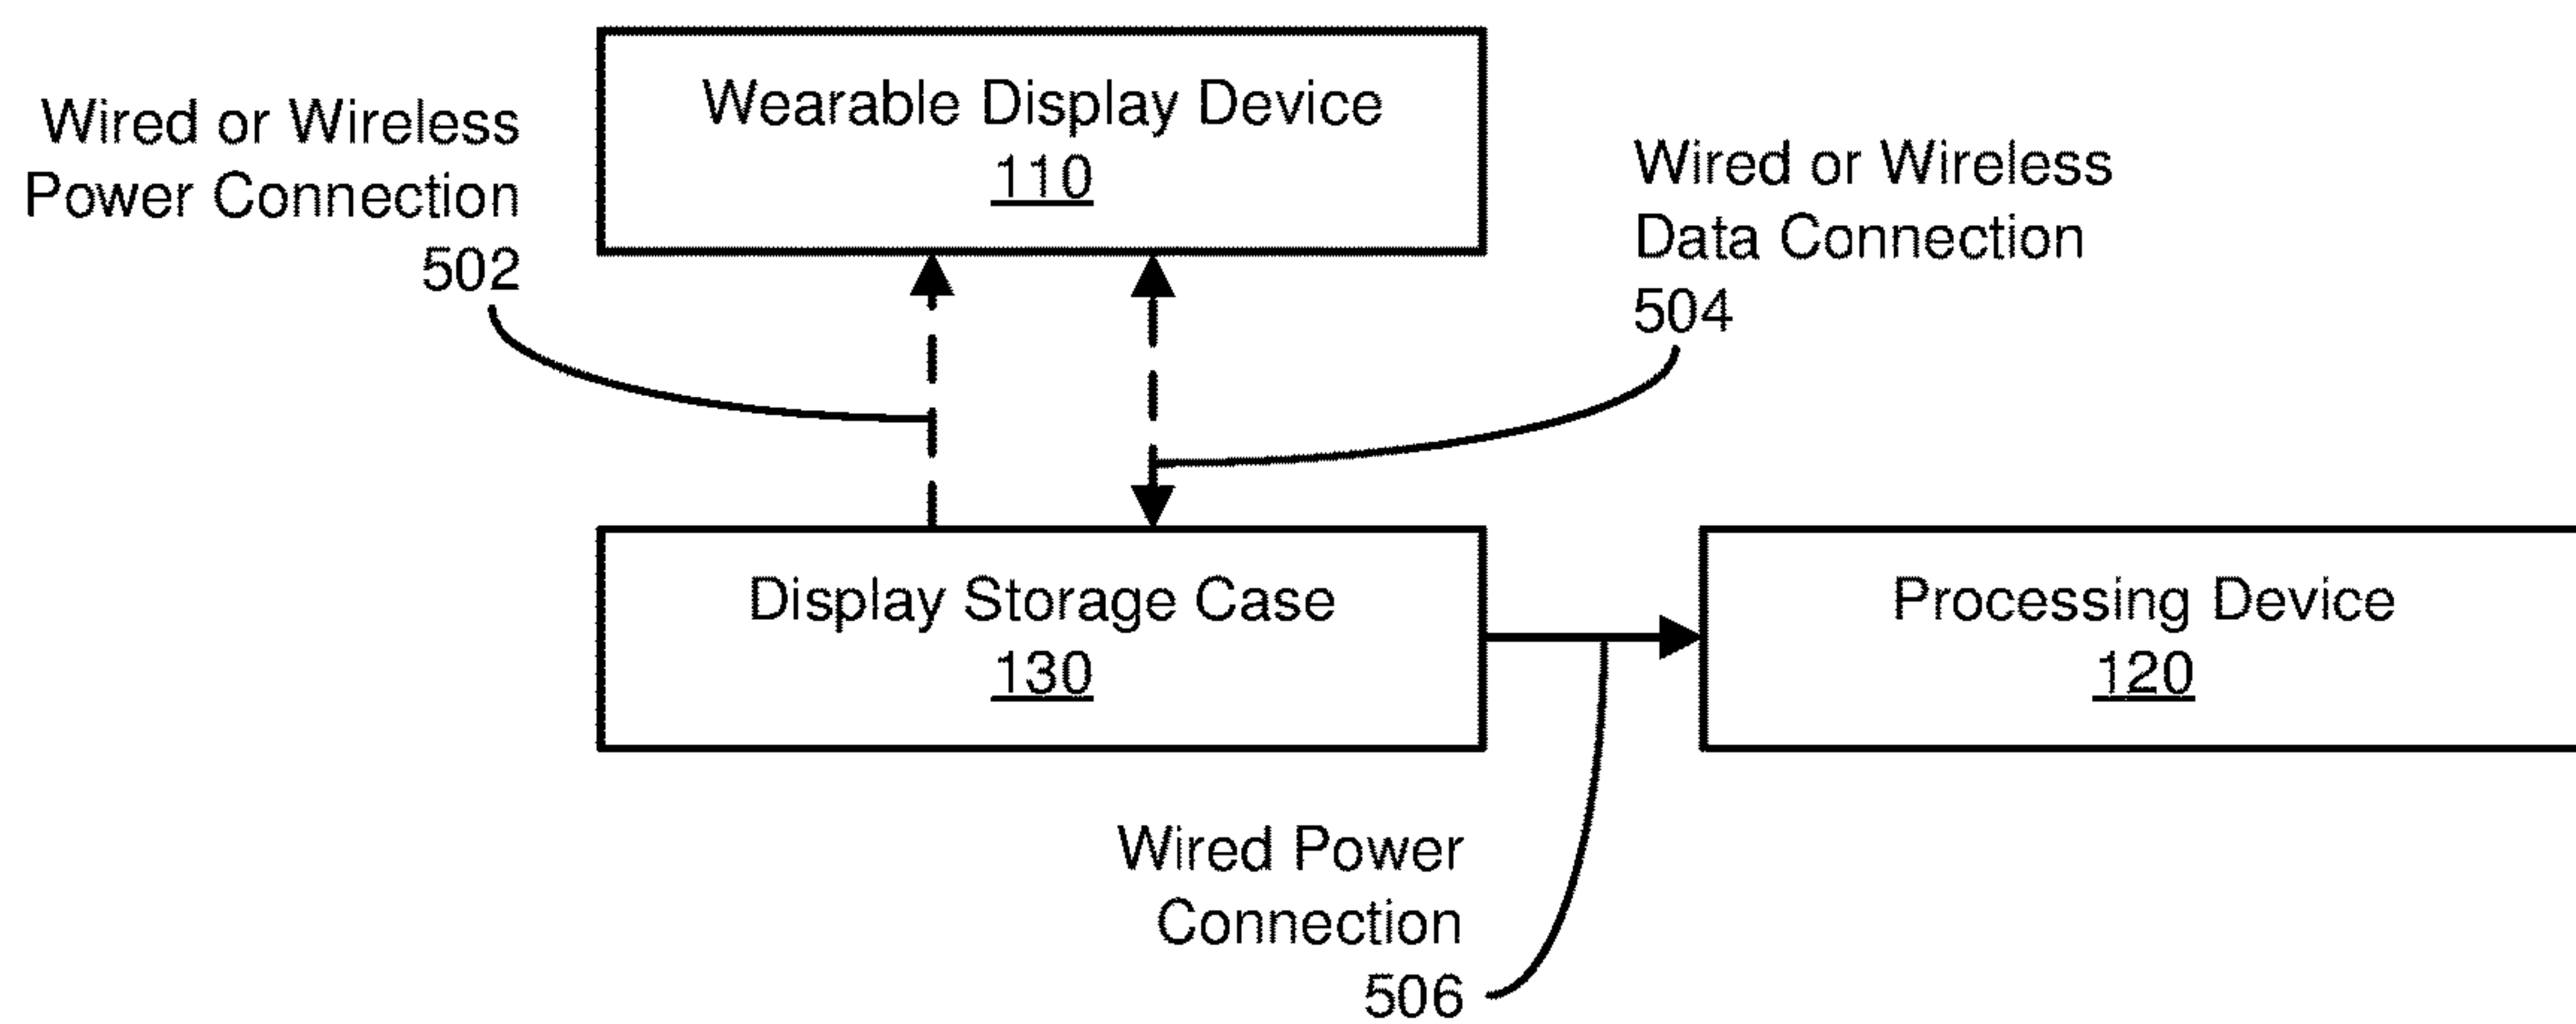 Wearable Display Device
110
Wired or Wireless
Power Connection
502
Wired or Wireless
Data Connection
504
Display Storage Case
130
Processing Device
120
Wired Power
Connection
506